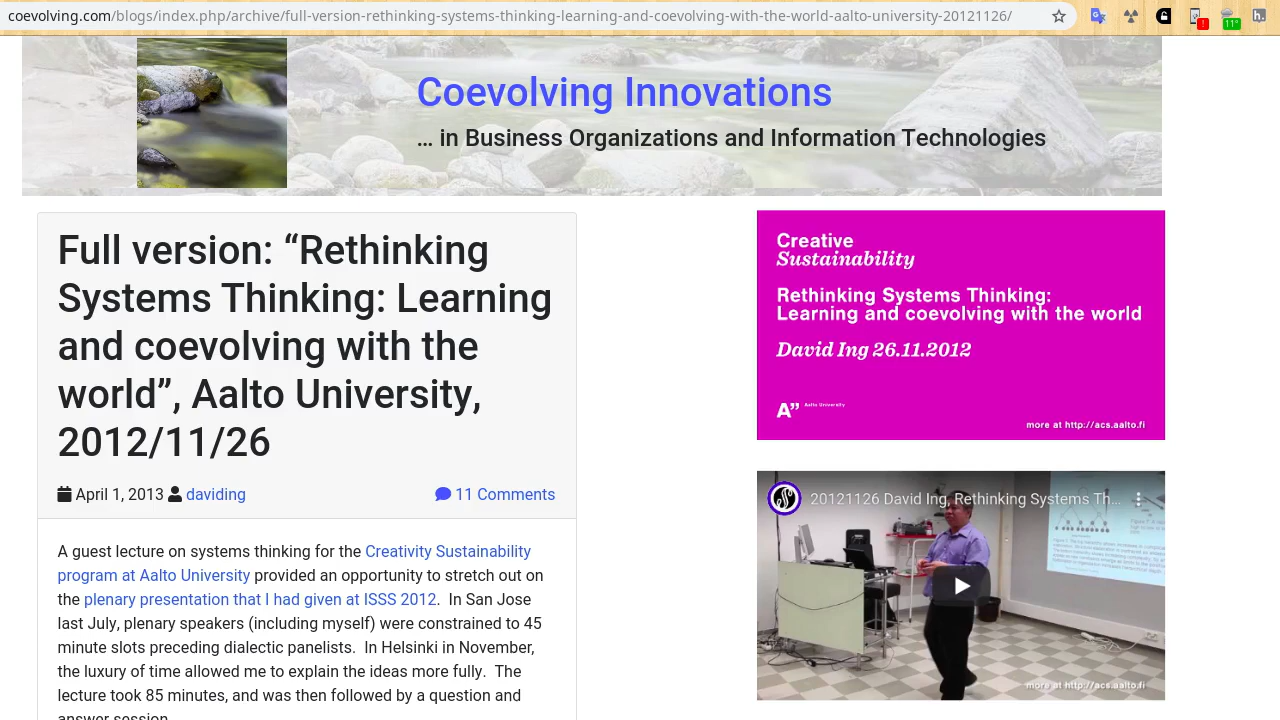 coevolving.com/blogs/index.php/archive/full-version-rethinking-systems-thinking-learning-and-coevolving-with-the-world-aalto-university-20121126/
11°
h.
Coevolving Innovations
... in Business Organizations and Information Technologies
Full version: “Rethinking
Systems Thinking: Learning
and coevolving with the
world”, Aalto University,
2012/11/26
April 1, 2013 daviding
11 Comments
A guest lecture on systems thinking for the Creativity Sustainability
program at Aalto University provided an opportunity to stretch out on
the plenary presentation that I had given at ISSS 2012.  In San Jose
last July, plenary speakers (including myself) were constrained to 45
minute slots preceding dialectic panelists.  In Helsinki in November,
the luxury of time allowed me to explain the ideas more fully.  The
lecture took 85 minutes, and was then followed by a question and
answer session.
Creative
Sustainability
Rethinking Systems Thinking:
Learning and coevolving with the world
David Ing 26.11.2012
A” Aalto University
more at http://acs.aalto.fi
20121126 David Ing, Rethinking Systems Th...
more at http://acs.aalto.fi